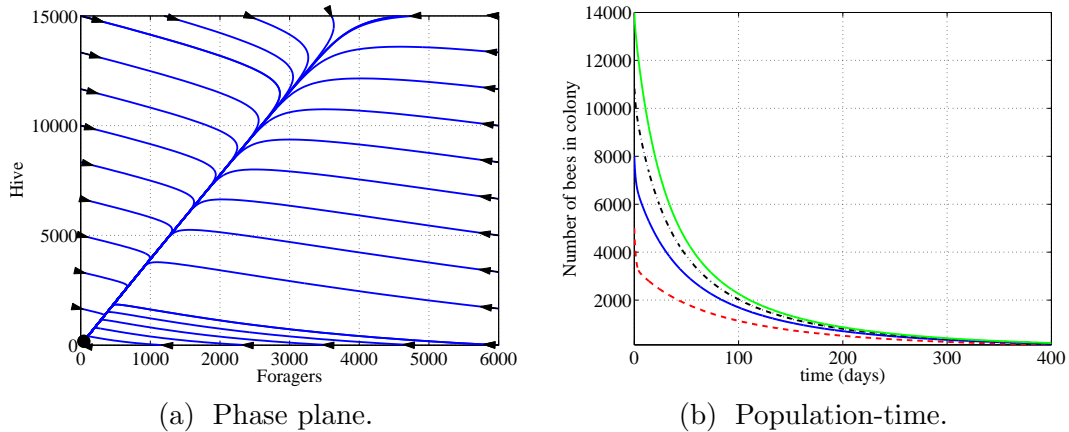 15000
10000
5000
0
Hive
0 1000 2000 3000 4000 5000 6000
Foragers
(a) Phase plane.
14000
12000
10000
8000
6000
4000
2000
Number of bees in colony
0 100 200 300 400
time (days)
(b) Population-time.